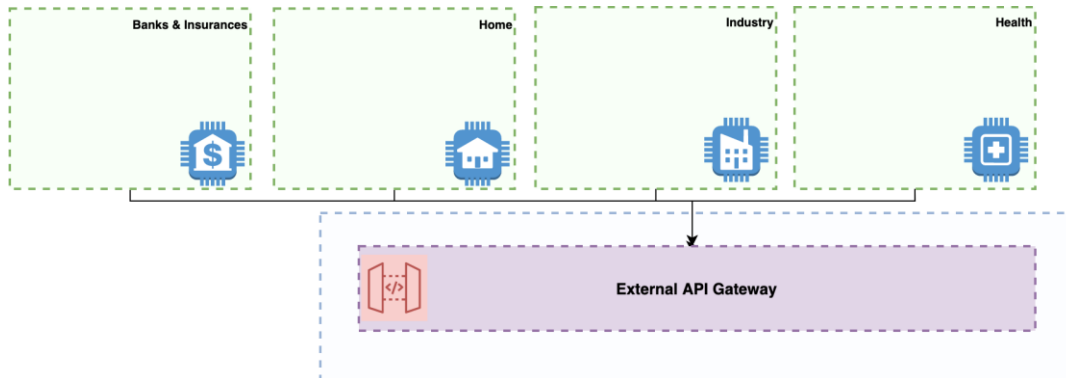 Banks & Insurances
Home
Industry
Health
$
</>
External API Gateway